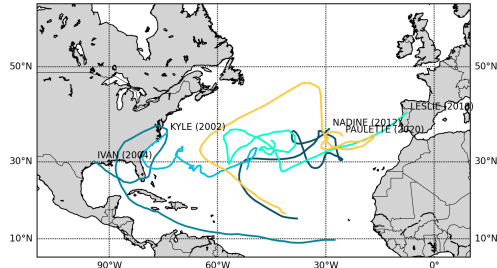 50°N
50°N
LESLIE (2018)
NADINE (2012)
KYLE (2002)
PAULETTE (2020)
IVAN (2004)
30°N
30°N
10°N
10°N
90°W
60°W
30°W
0°